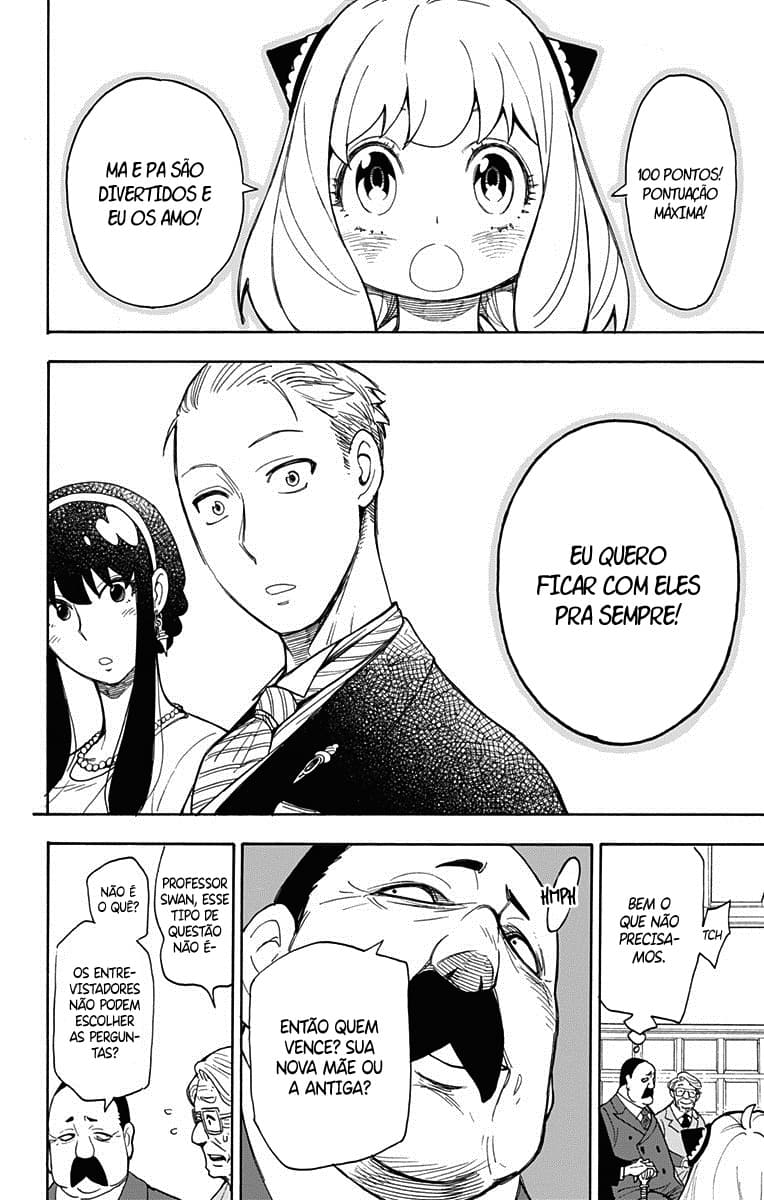 100 PONTOS!
PONTUAÇÃO
MÁXIMA!
MA E PA SÃO
DIVERTIDOS E
EU OS AMO!
EU QUERO
FICAR COM ELES
PRA SEMPRE!
BEM O
QUE NÃO
PRECISA-
MOS.
TCH
HMPH
ENTÃO QUEM
VENCE? SUA
NOVA MÃE OU
A ANTIGA?
PROFESSOR
SWAN, ESSE
TIPO DE
QUESTÃO
NÃO É-
NÃO É
O QUÊ?
OS ENTRE-
VISTADORES
NÃO PODEM
ESCOLHER
AS PERGUN-
TAS?